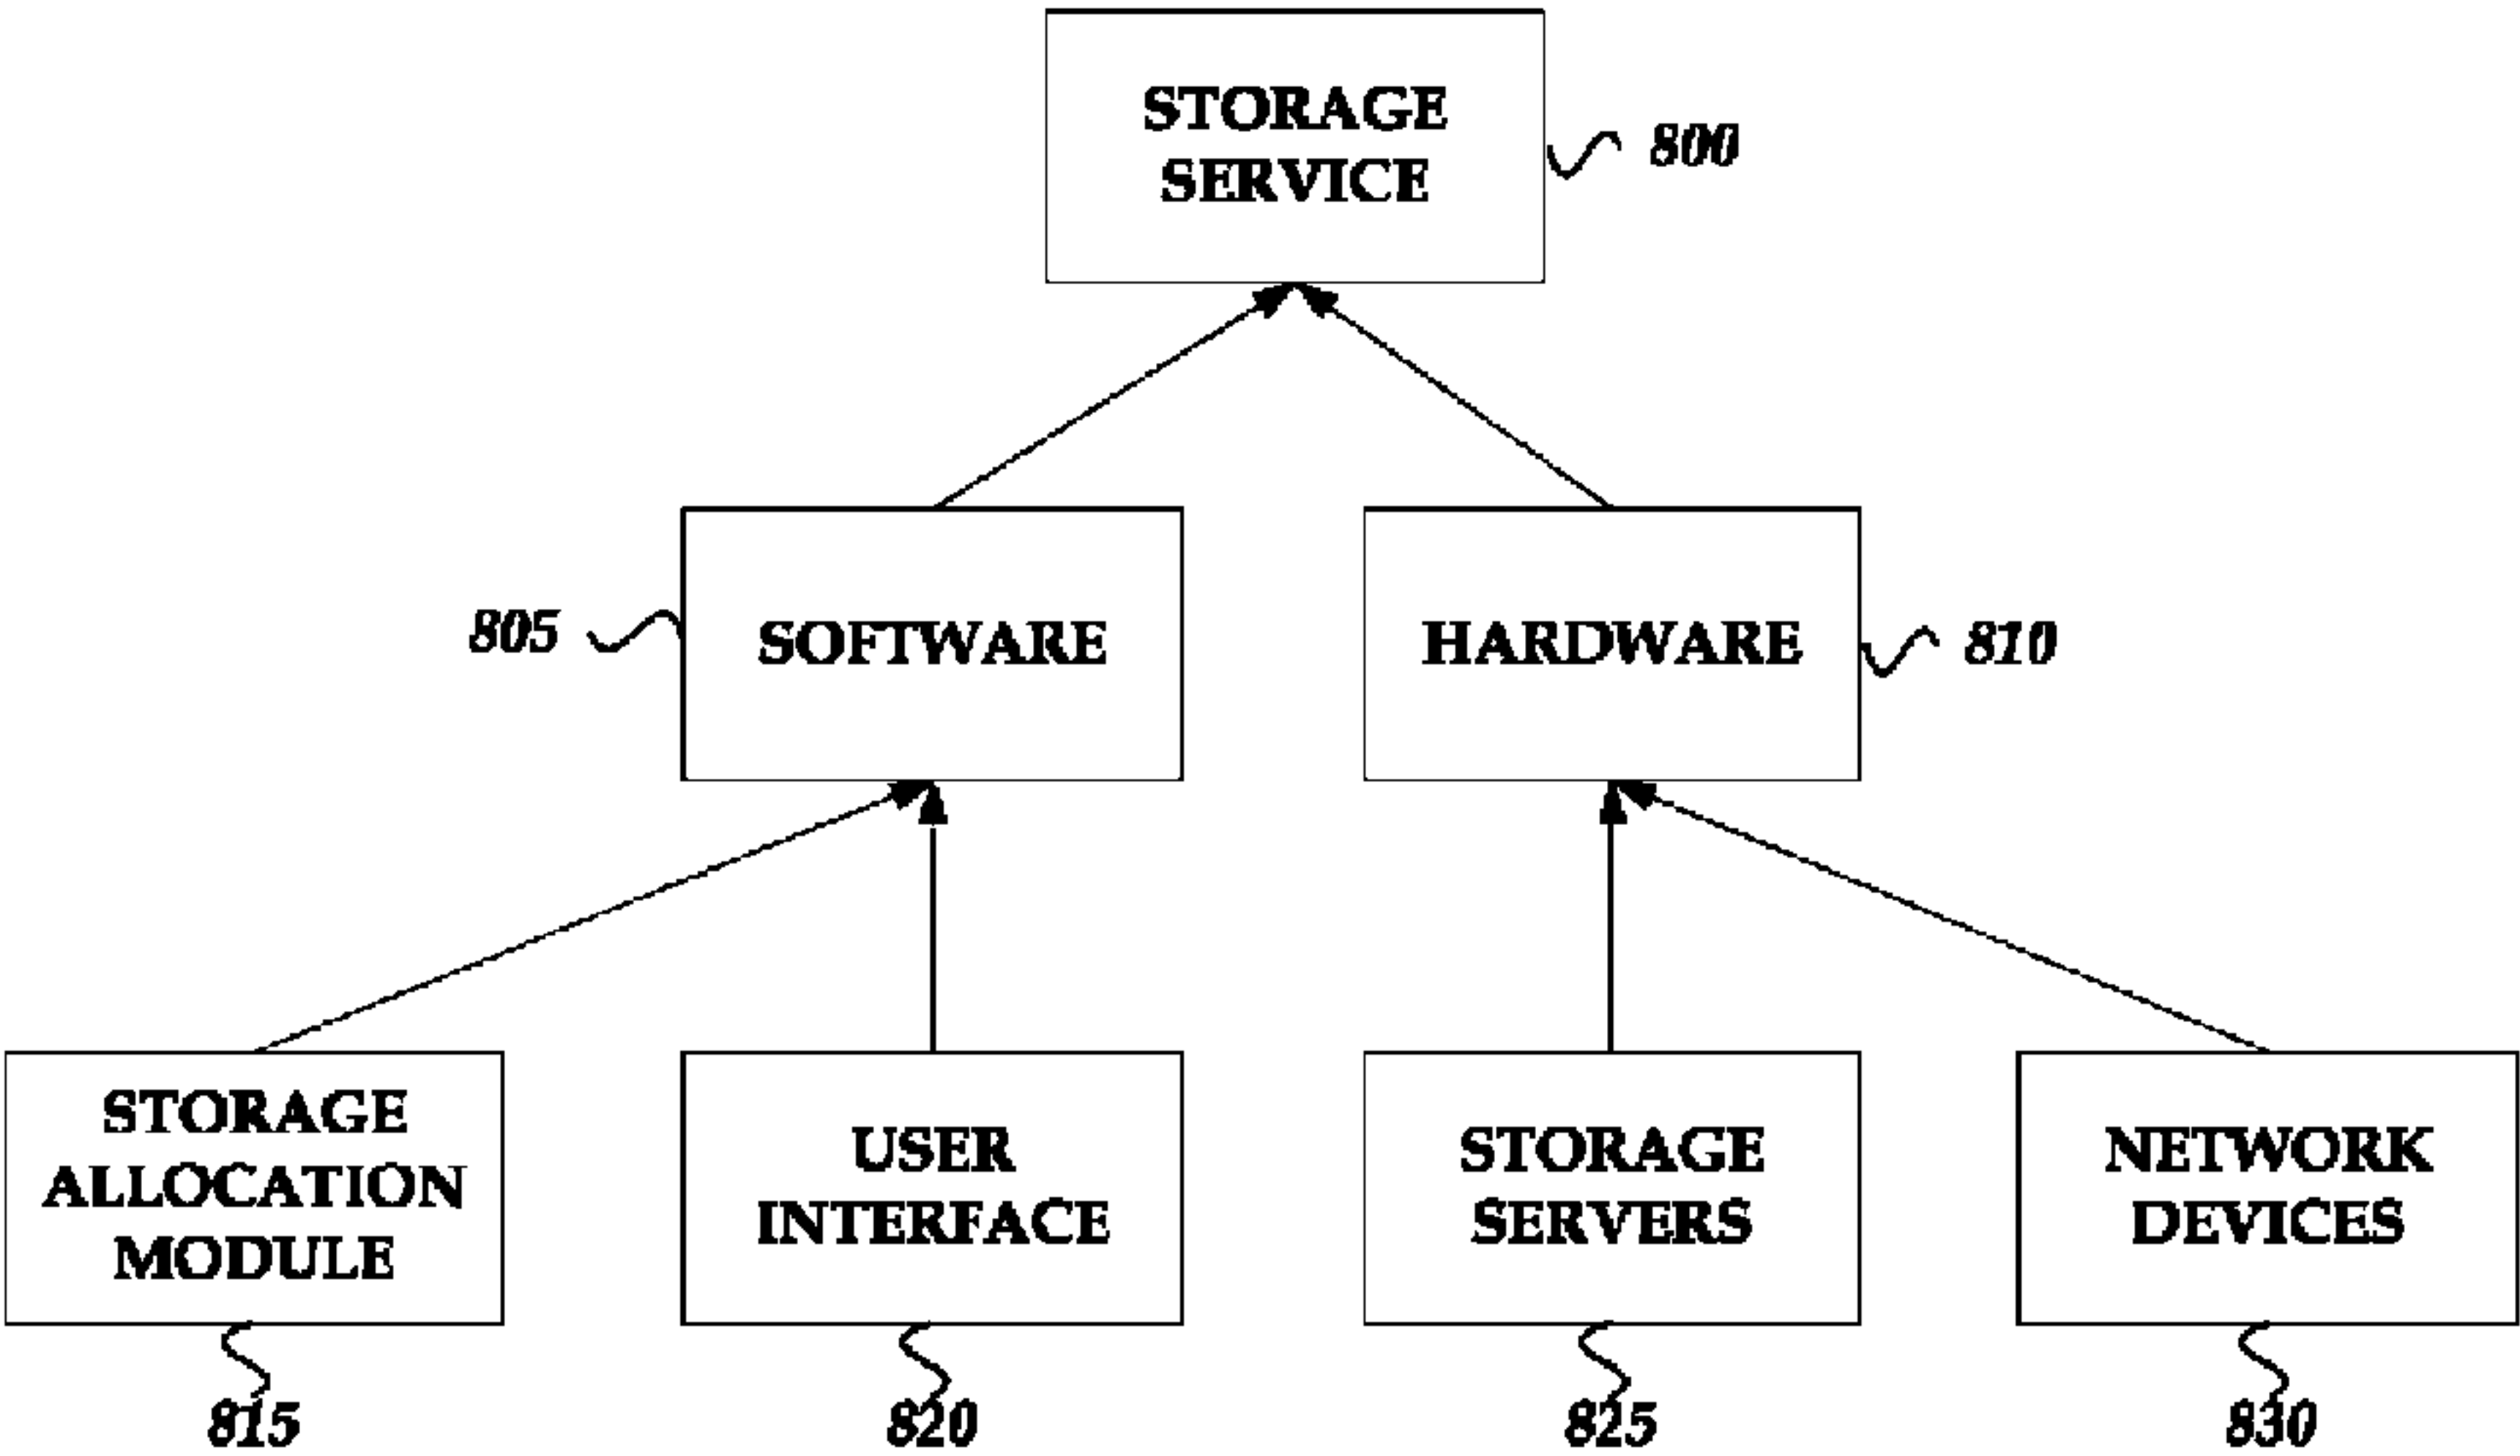 STORAGE
SERVICE
800
805
SOFTWARE
HARDWARE
810
STORAGE
ALLOCATION
MODULE
USER
INTERFACE
STORAGE
SERVERS
NETWORK
DEVICES
815
820
825
830